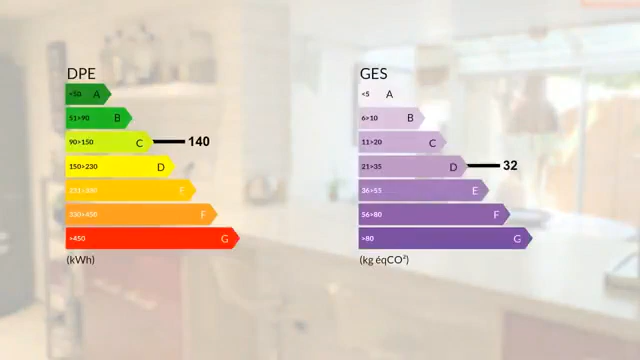 DPE
<50 A
51>90 B
90>150 C 140
150>230 D
231>330 E
330>450 F
>450 G
(kWh)
GES
<5 A
6>10 B
11>20 C
21>35 D 32
36>55 E
56>80 F
>80 G
(kg éqCO²)